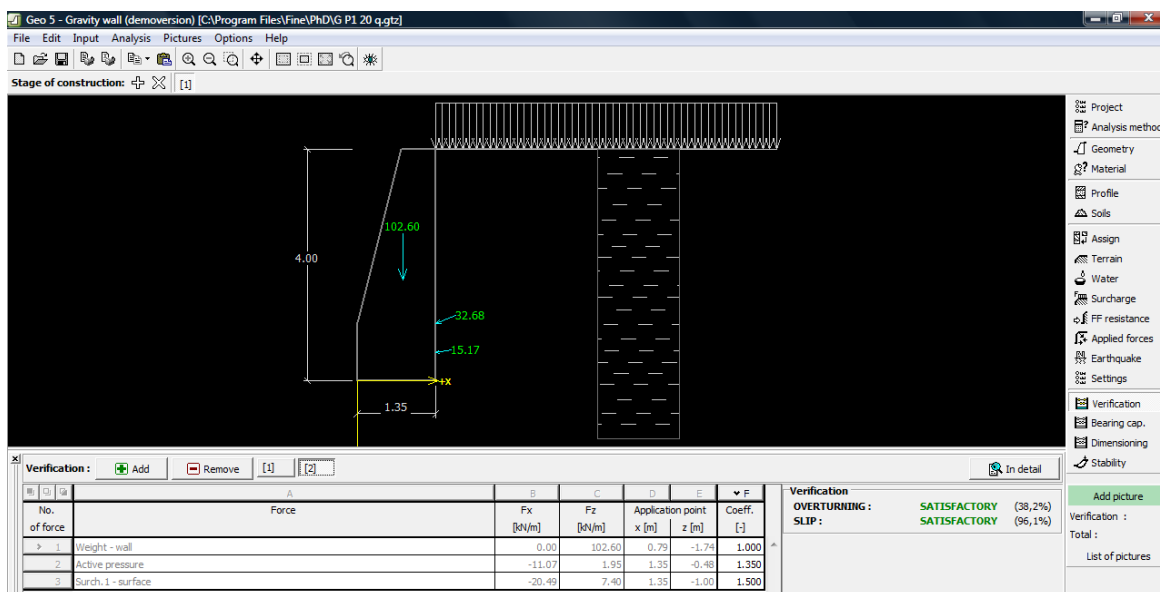 Geo 5 - Gravity wall (demoversion) [C:\Program Files\Fine\PhD\G P1 20 q.gtz]
File Edit Input Analysis Pictures Options Help
Stage of construction: [1]
Project
Analysis method
Geometry
Material
Profile
Soils
Assign
Terrain
Water
Surcharge
FF resistance
Applied forces
Earthquake
Settings
Verification
Bearing cap.
Dimensioning
Stability
Add picture
Verification :
Total :
List of pictures
102.60
4.00
32.68
15.17
+x
1.35
Verification : Add Remove [1] [2] In detail
A B C D E F
No. Force Fx Fz Application point Coeff.
of force [kN/m] [kN/m] x [m] z [m] [-]
1 Weight - wall 0.00 102.60 0.79 -1.74 1.000
2 Active pressure -11.07 1.95 1.35 -0.48 1.350
3 Surch. 1 - surface -20.49 7.40 1.35 -1.00 1.500
Verification
OVERTURNING : SATISFACTORY (38,2%)
SLIP : SATISFACTORY (96,1%)